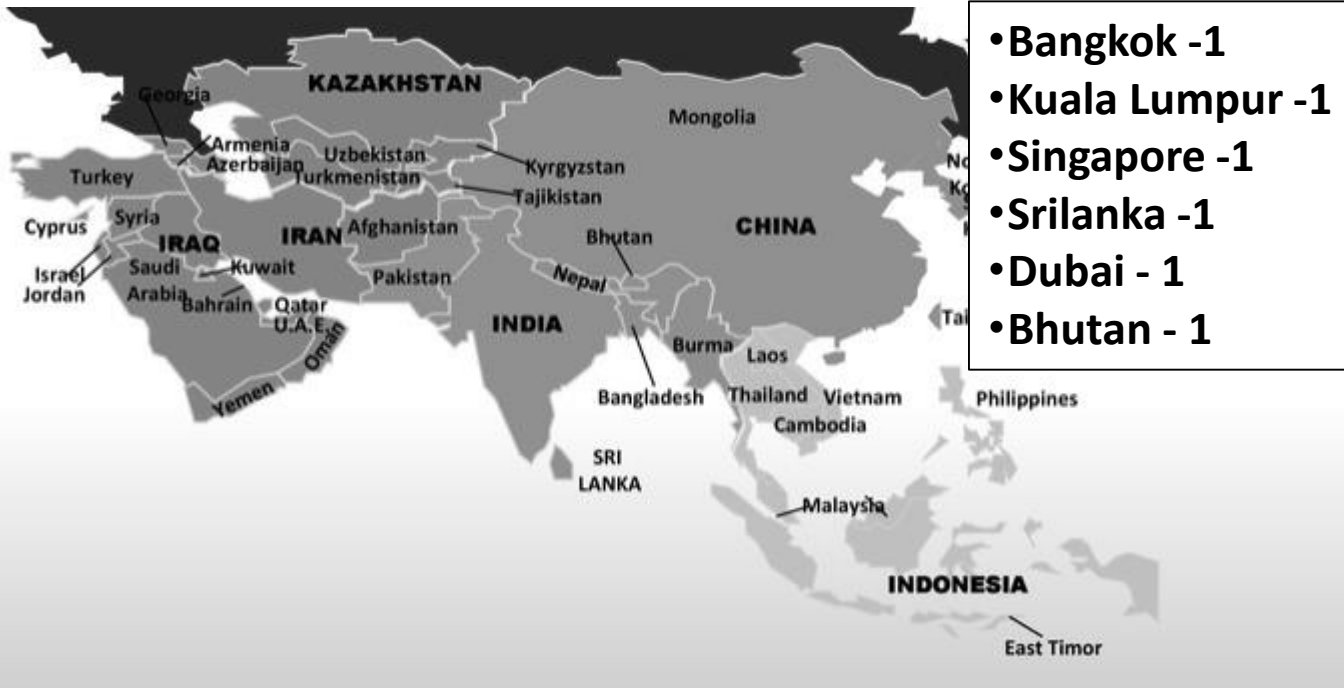 •Bangkok -1
•Kuala Lumpur -1
•Singapore -1
•Srilanka -1
•Dubai - 1
•Bhutan - 1
KAZAKHSTAN
Georgia
Mongolia
Armenia
Azerbaijan
Uzbekistan
Turkmenistan
Kyrgyzstan
Tajikistan
Turkey
Cyprus
Syria
IRAQ
IRAN
Afghanistan
CHINA
Bhutan
Israel
Jordan
Saudi
Arabia
Kuwait
Bahrain
Qatar
U.A.E.
Oman
Yemen
Pakistan
Nepal
INDIA
Burma
Laos
Bangladesh
Thailand
Vietnam
Cambodia
Philippines
SRI
LANKA
Malaysia
INDONESIA
East Timor